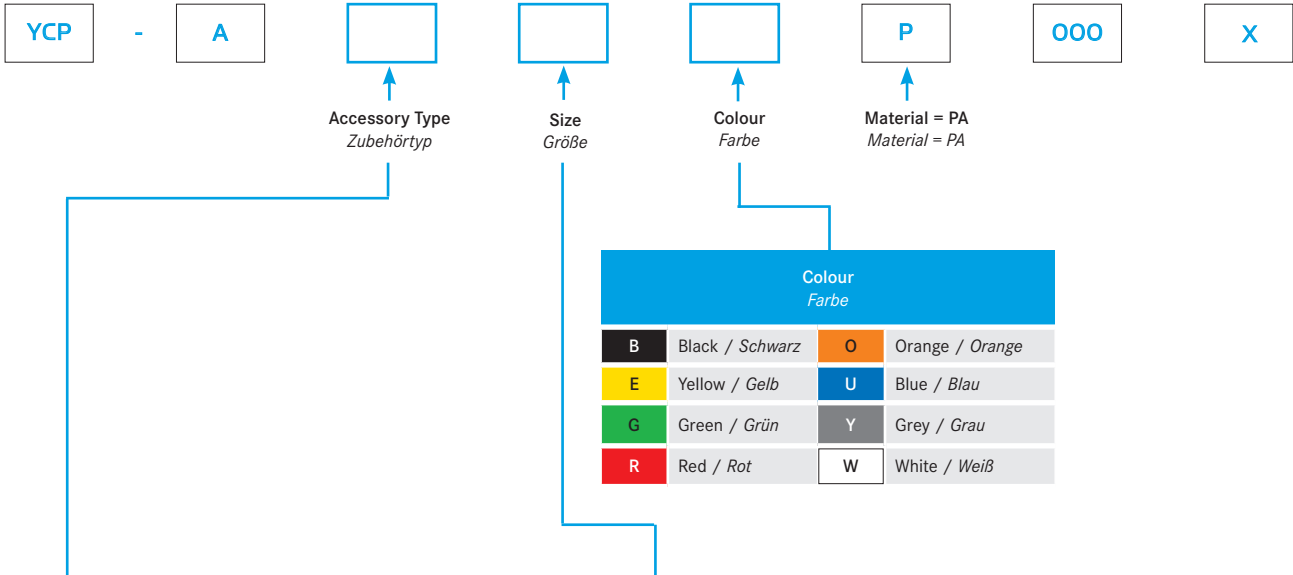 YCP - A P 000 X
Accessory Type Size Colour Material = PA
Zubehörtyp Größe Farbe Material = PA
Colour
Farbe
B Black / Schwarz O Orange / Orange
E Yellow / Gelb U Blue / Blau
G Green / Grün Y Grey / Grau
R Red / Rot W White / Weiß